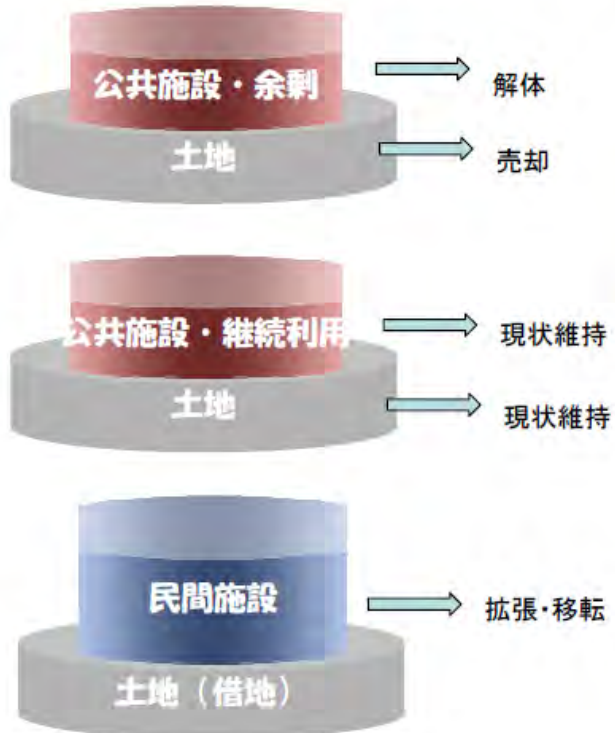 公共施設・余剰
解体
土地
売却
公共施設・継続利用
現状維持
土地
現状維持
民間施設
拡張・移転
土地（借地）